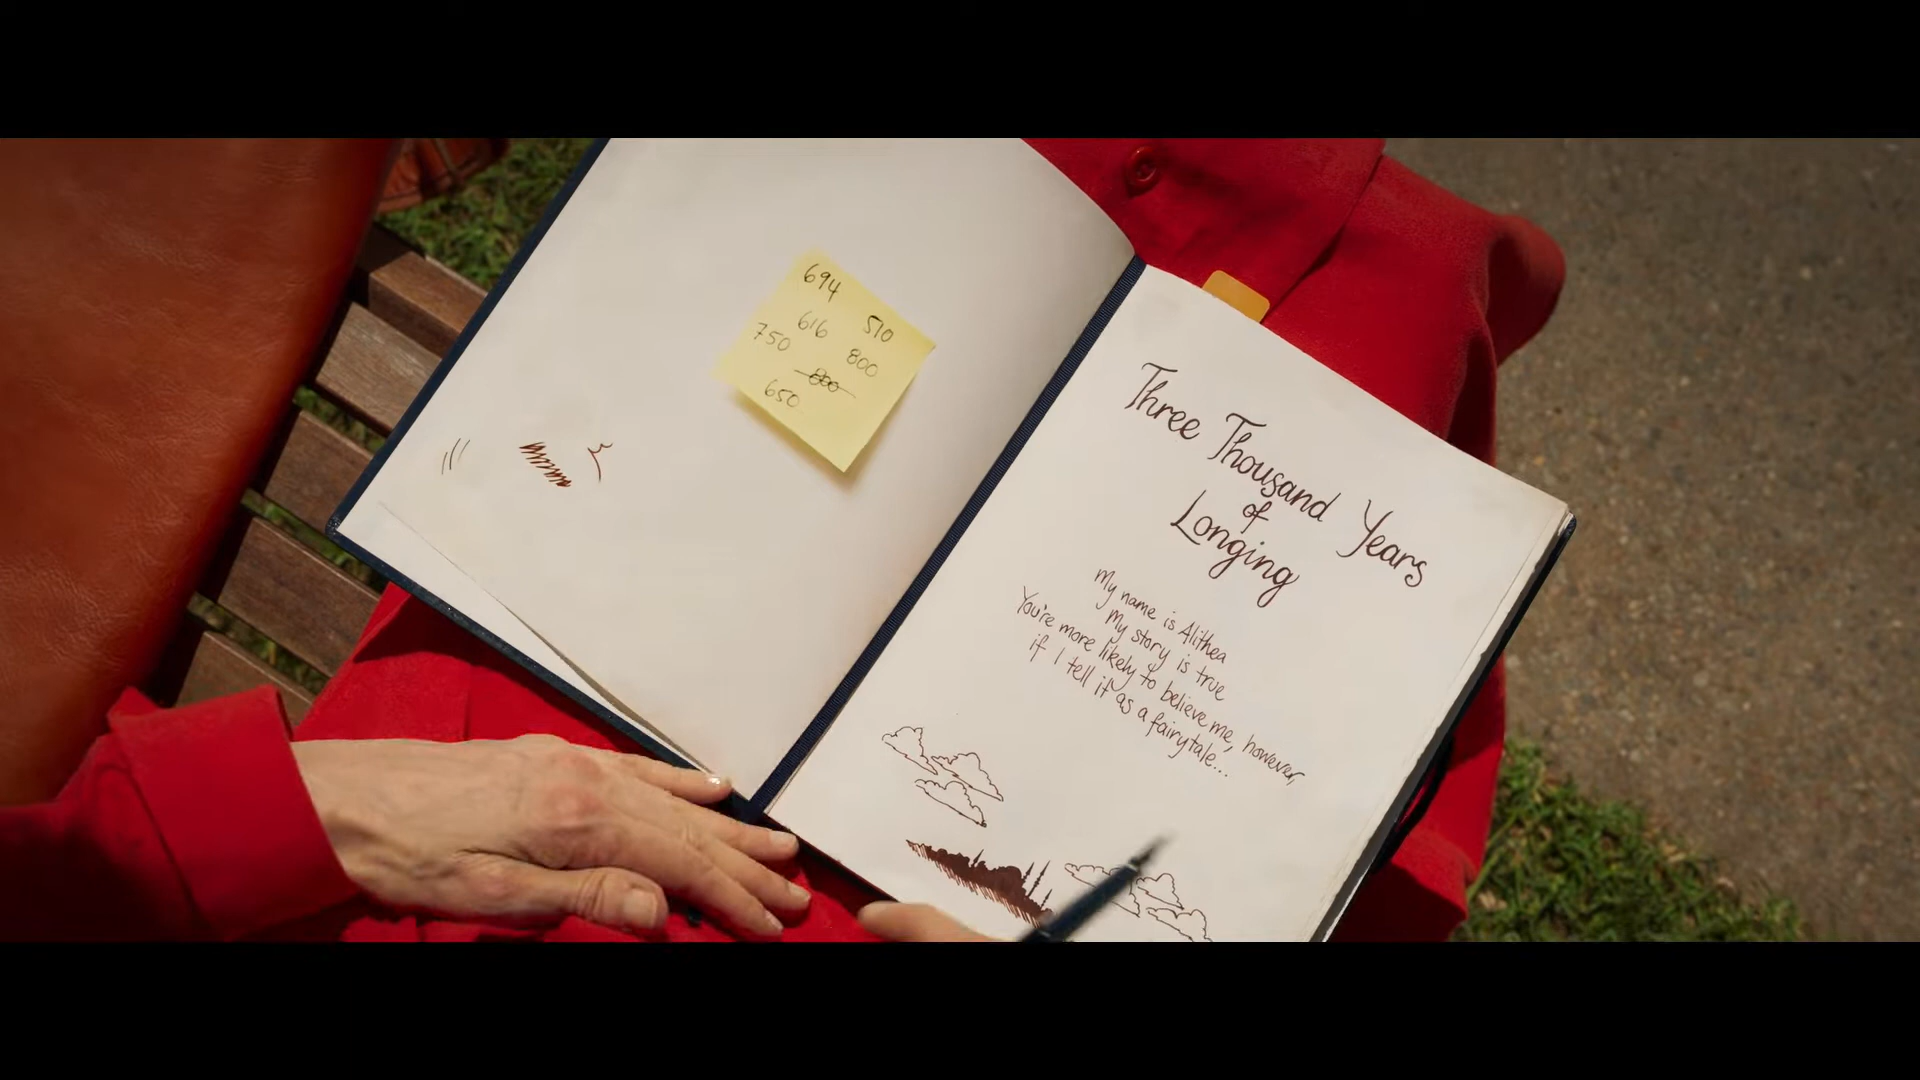 694
616 510
750 800
800
650
Three Thousand Years
of
Longing
My name is Alithea
My story is true
You're more likely to believe me, however,
if I tell it as a fairytale...